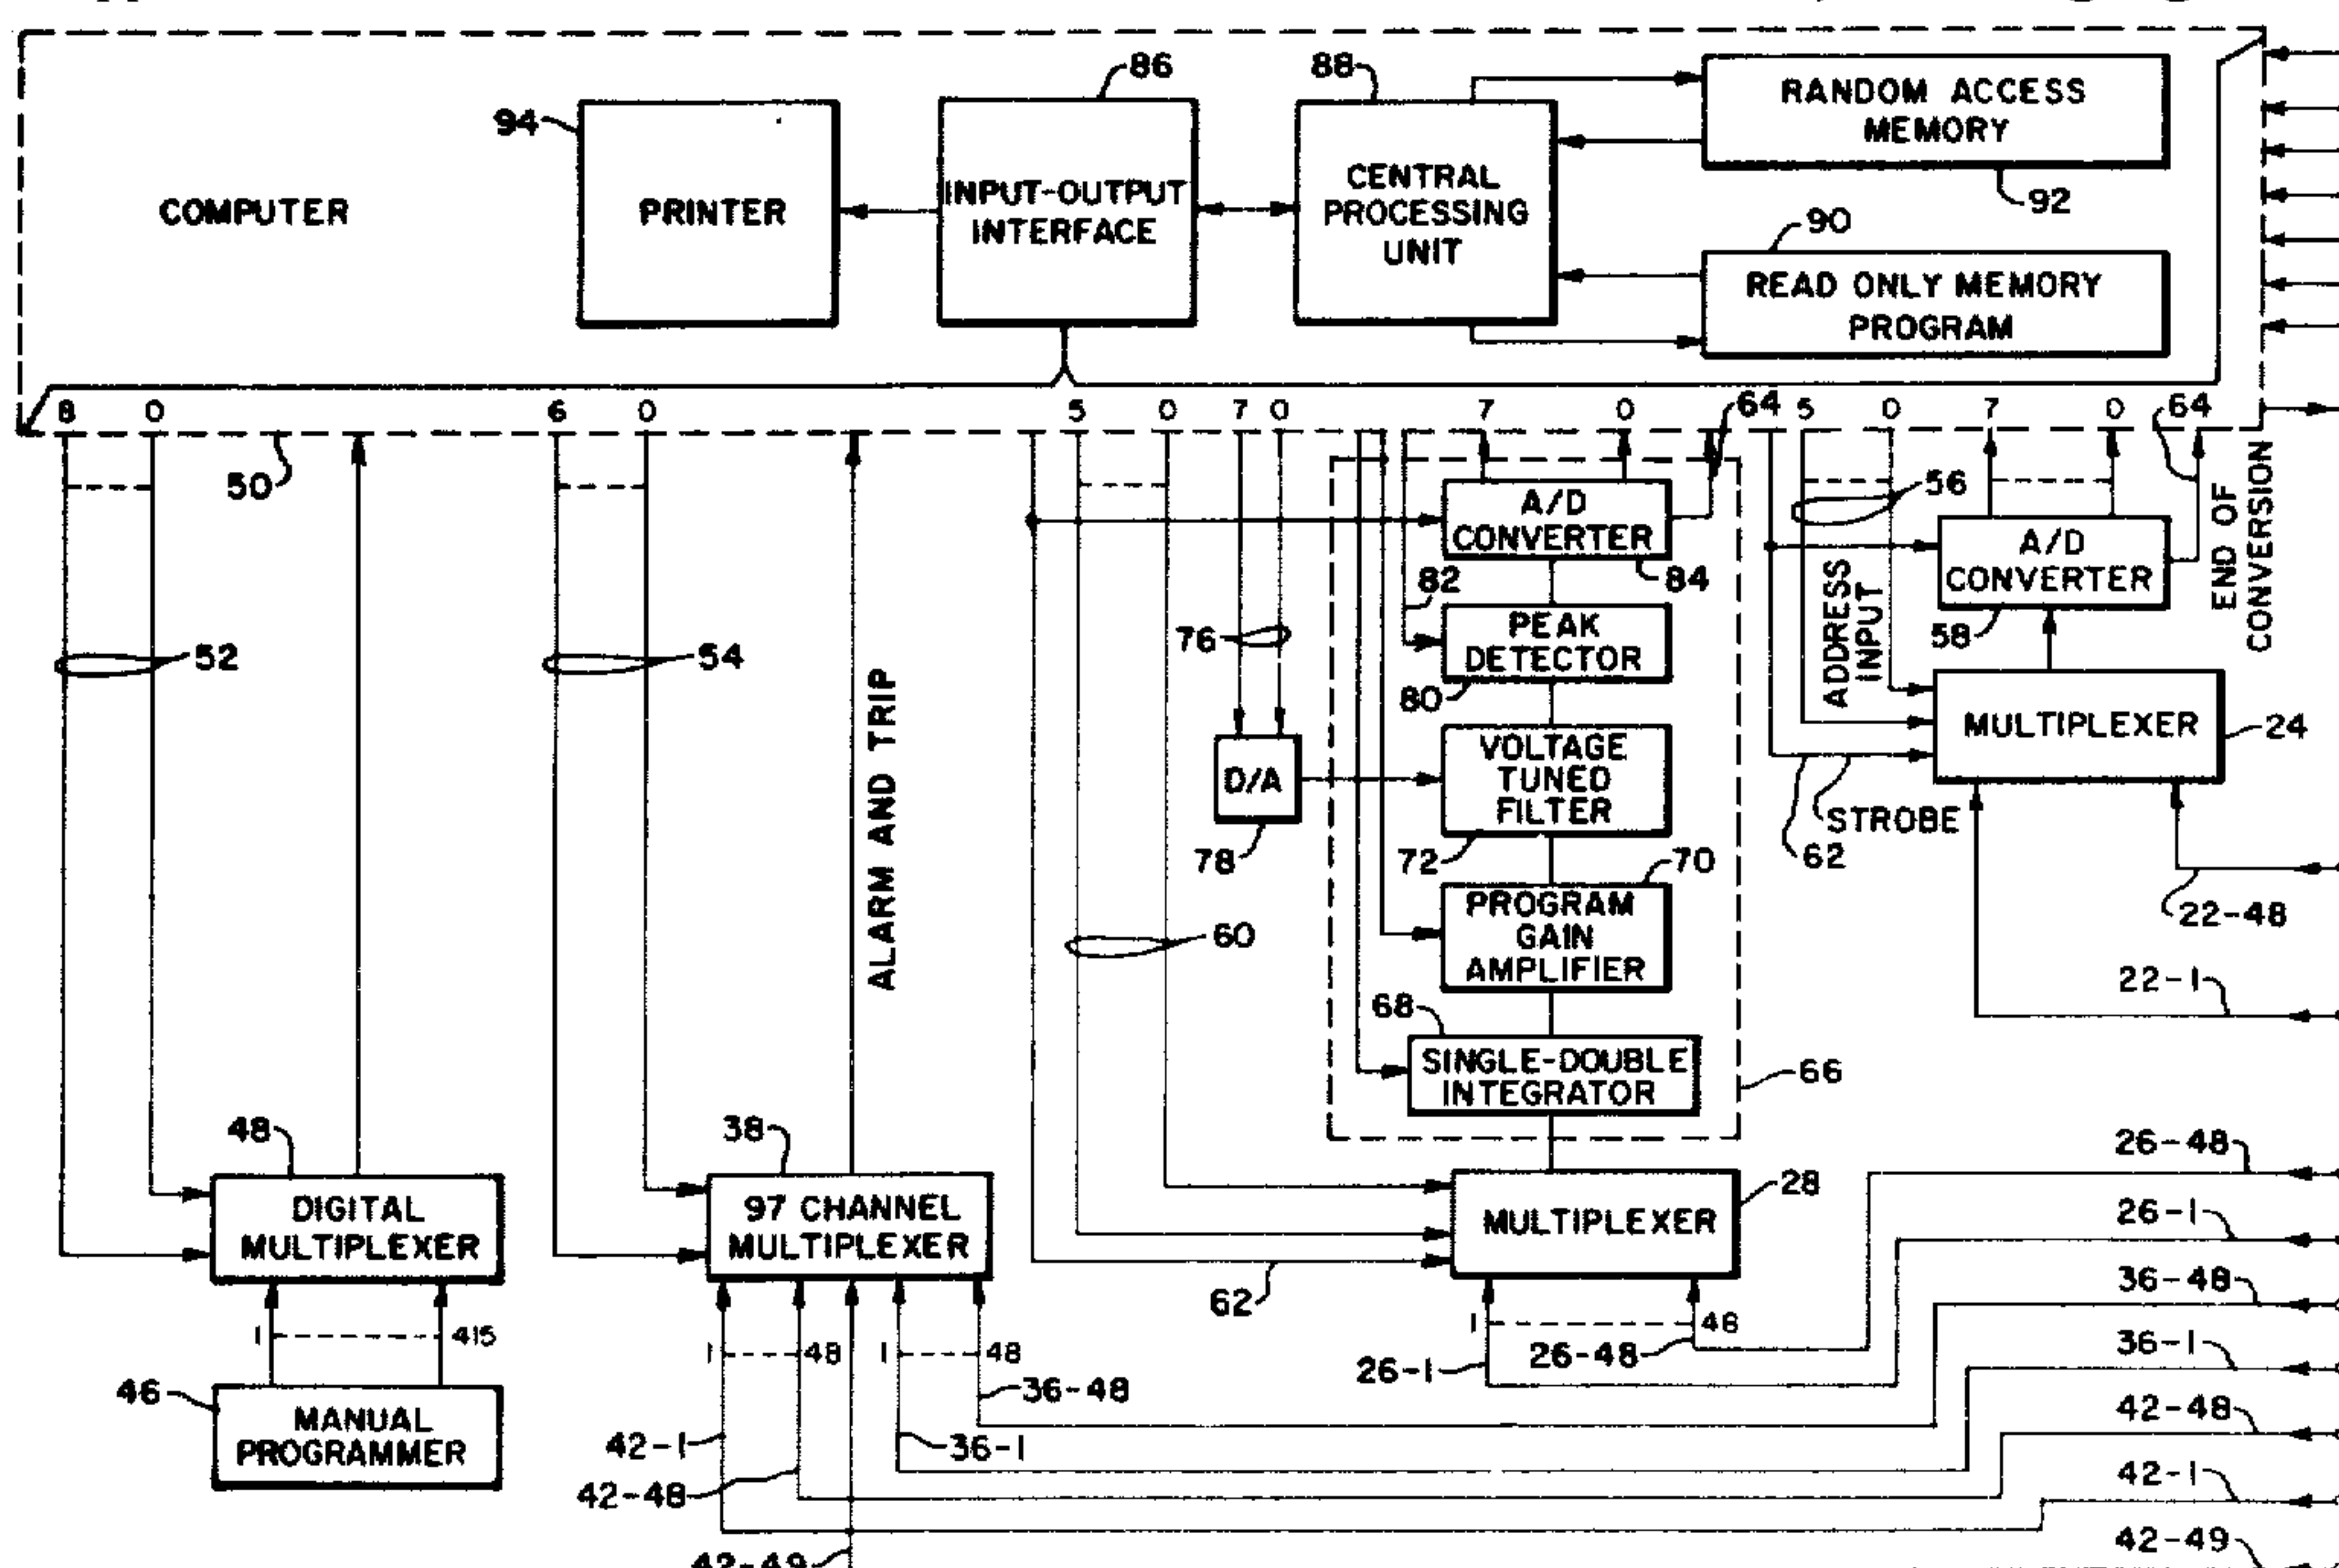 86
88
94
RANDOM ACCESS
MEMORY
92
COMPUTER
PRINTER
INPUT-OUTPUT
INTERFACE
CENTRAL
PROCESSING
UNIT
90
READ ONLY MEMORY
PROGRAM
8 0 6 0 5 0 7 0 7 0 64 5 0 7 0 64
50
A/D
CONVERTER
84
82
56
A/D
CONVERTER
58
END OF
CONVERSION
ADDRESS
INPUT
52
54
76
PEAK
DETECTOR
80
ALARM AND TRIP
MULTIPLEXER
24
D/A
78
VOLTAGE
TUNED
FILTER
72
STROBE
62
70
22-48
60
PROGRAM
GAIN
AMPLIFIER
22-1
68
SINGLE-DOUBLE
INTEGRATOR
66
48
38
26-48
DIGITAL
MULTIPLEXER
97 CHANNEL
MULTIPLEXER
MULTIPLEXER
28
26-1
62
36-48
1 415
1 48
1 48
1 48
26-1
26-48
36-1
46
MANUAL
PROGRAMMER
36-48
42-48
42-1
36-1
42-48
42-1
42-49
42-49